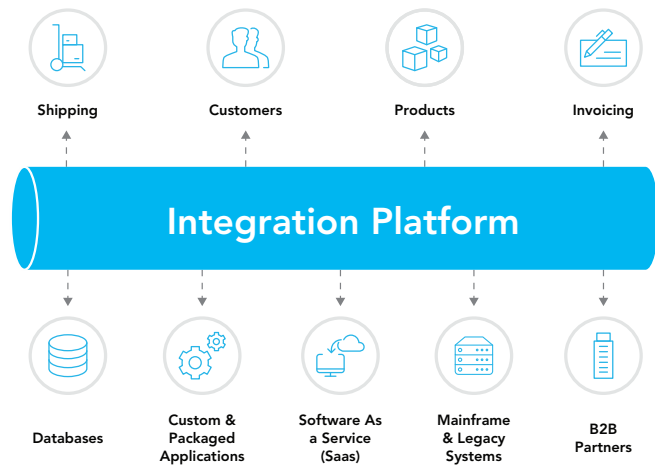 Shipping
Customers
Products
Invoicing
Integration Platform
Databases
Custom &
Packaged
Applications
Software As
a Service
(Saas)
Mainframe
& Legacy
Systems
B2B
Partners